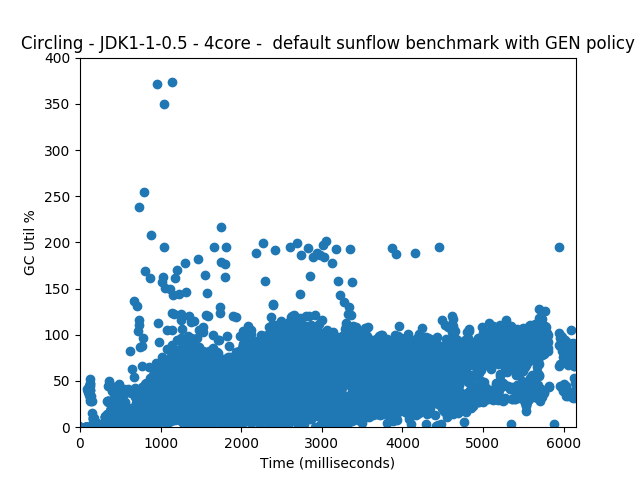 Circling - JDK1-1-0.5 - 4core -  default sunflow benchmark with GEN policy
400
350
300
250
200
150
100
50
0
GC Util %
0 1000 2000 3000 4000 5000 6000
Time (milliseconds)